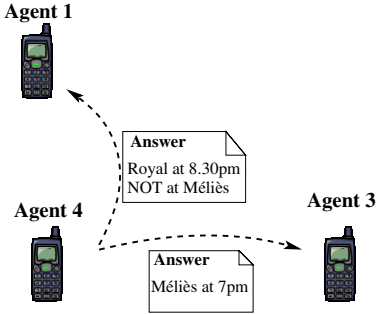 Agent 1
Answer
Royal at 8.30pm
NOT at Méliès
Agent 4
Agent 3
Answer
Méliès at 7pm